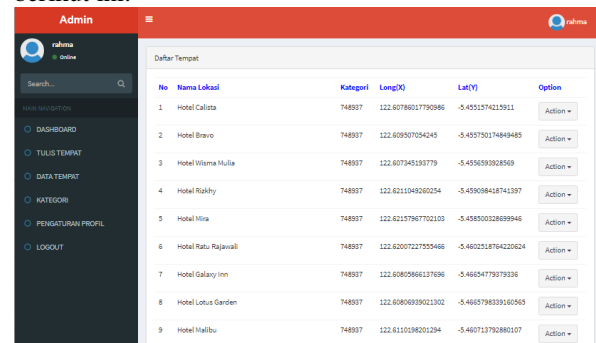 Admin
rahma
rahma
Online
Daftar Tempat
Search...
No Nama Lokasi Kategori Long(X) Lat(Y) Option
MAIN NAVIGATION
DASHBOARD
TULIS TEMPAT
DATA TEMPAT
KATEGORI
PENGATURAN PROFIL
LOGOUT
1 Hotel Calista 748937 122.60786017790986 -5.4551574215911 Action
2 Hotel Bravo 748937 122.609507054245 -5.455750174849485 Action
3 Hotel Wisma Mulia 748937 122.607345193779 -5.4556593928569 Action
4 Hotel Rizkhy 748937 122.6211049260254 -5.459098418741397 Action
5 Hotel Mira 748937 122.62157967702103 -5.458500328699946 Action
6 Hotel Ratu Rajawali 748937 122.62007227555466 -5.4602518764220624 Action
7 Hotel Galaxy Inn 748937 122.60805866137696 -5.46654779379336 Action
8 Hotel Lotus Garden 748937 122.60806939021302 -5.4665798339160565 Action
9 Hotel Malibu 748937 122.6110198201294 -5.460713792880107 Action